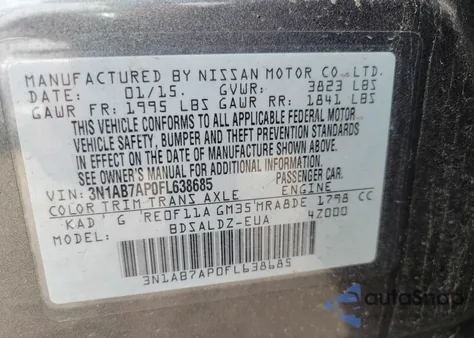 MANUFACTURED BY NISSAN MOTOR CO., LTD.
DATE: 01/15. GVWR: 3823 LBS
GAWR FR: 1995 LBS GAWR RR: 1841 LBS
THIS VEHICLE CONFORMS TO ALL APPLICABLE FEDERAL MOTOR
VEHICLE SAFETY, BUMPER AND THEFT PREVENTION STANDARDS
IN EFFECT ON THE DATE OF MANUFACTURE SHOWN ABOVE.
SEE OWNER'S MANUAL FOR MORE INFORMATION.
VIN: 3N1AB7AP0FL638685 PASSENGER CAR.
COLOR TRIM TRANS AXLE ENGINE
KAD G RE0F11A GM35 MRA8DE 1798 CC
BDSALDZ-EUA 4Z000
3N1AB7AP0FL638685
autoSnap